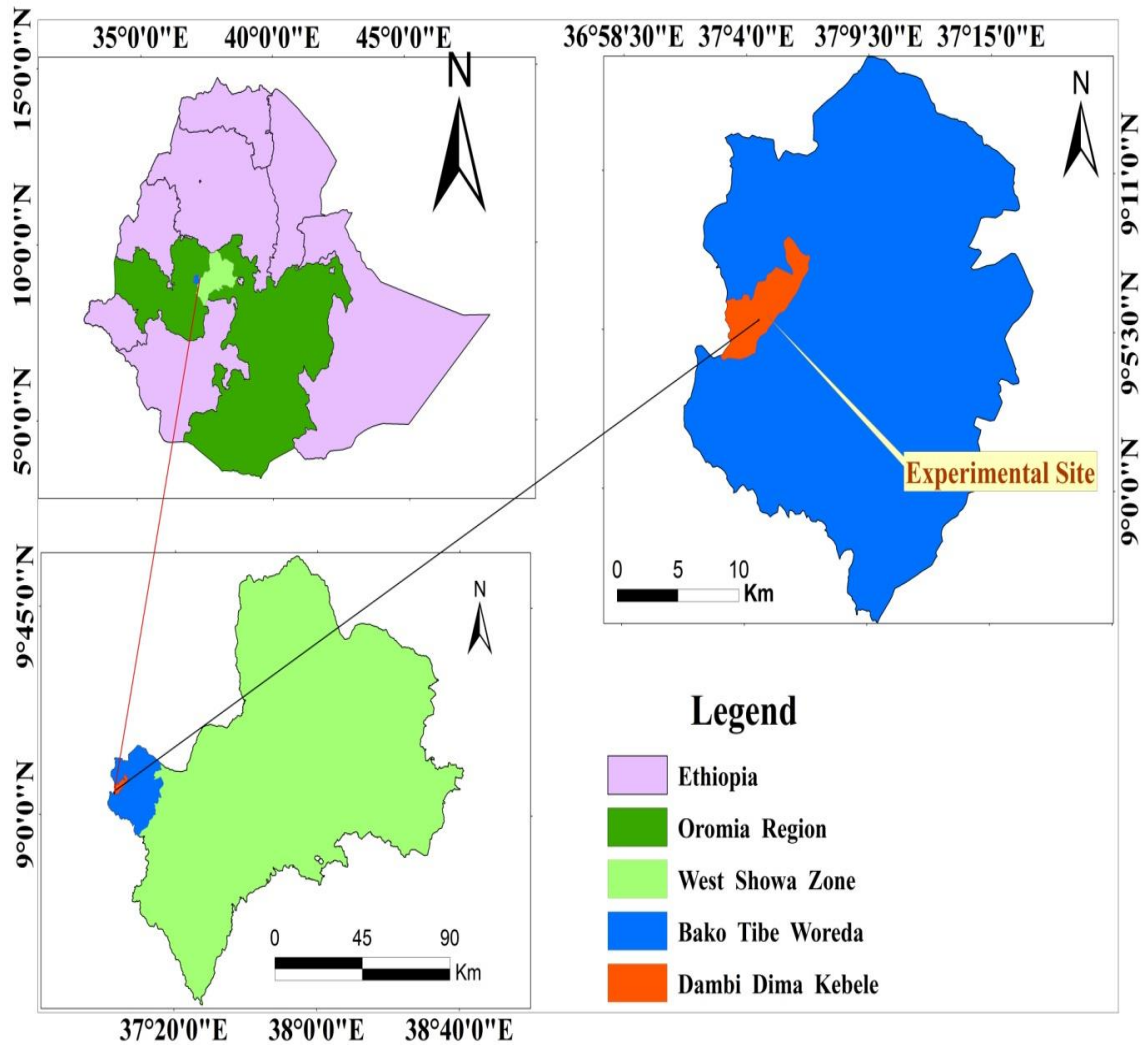 35°0'0"E 40°0'0"E 45°0'0"E
15°0'0"N
10°0'0"N
5°0'0"N
N
36°58'30"E 37°4'0"E 37°9'30"E 37°15'0"E
N
9°11'0"N
9°5'30"N
9°0'0"N
Experimental Site
0 5 10
Km
9°45'0"N
9°0'0"N
N
0 45 90
Km
37°20'0"E 38°0'0"E 38°40'0"E
Legend
Ethiopia
Oromia Region
West Showa Zone
Bako Tibe Woreda
Dambi Dima Kebele